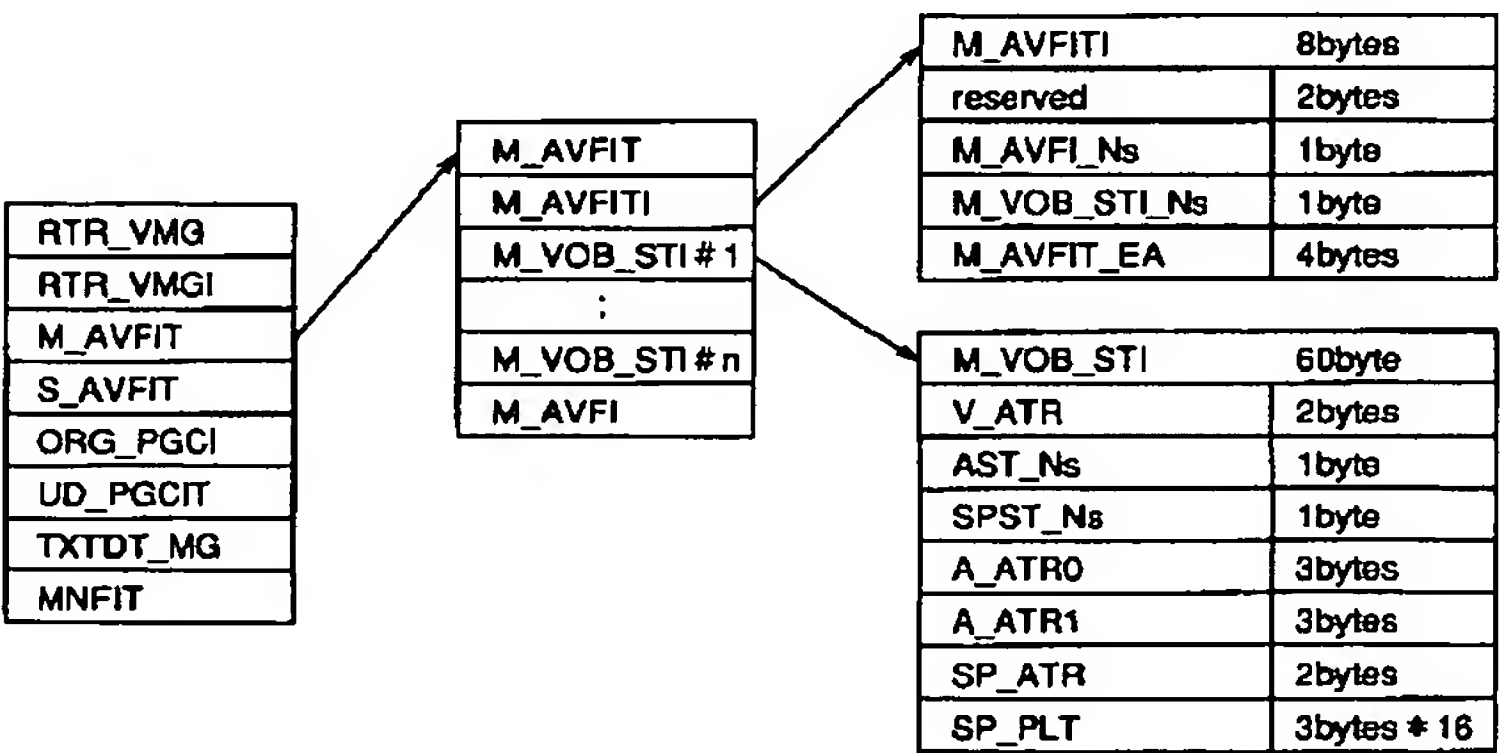 RTR_VMG
RTR_VMGI
M_AVFIT
S_AVFIT
ORG_PGCI
UD_PGCIT
TXTDT_MG
MNFIT
M_AVFIT
M_AVFITI
M_VOB_STI#1
:
M_VOB_STI#n
M_AVFI
M_AVFITI 8bytes
reserved 2bytes
M_AVFI_Ns 1byte
M_VOB_STI_Ns 1byte
M_AVFIT_EA 4bytes
M_VOB_STI 60byte
V_ATR 2bytes
AST_Ns 1byte
SPST_Ns 1byte
A_ATR0 3bytes
A_ATR1 3bytes
SP_ATR 2bytes
SP_PLT 3bytes*16